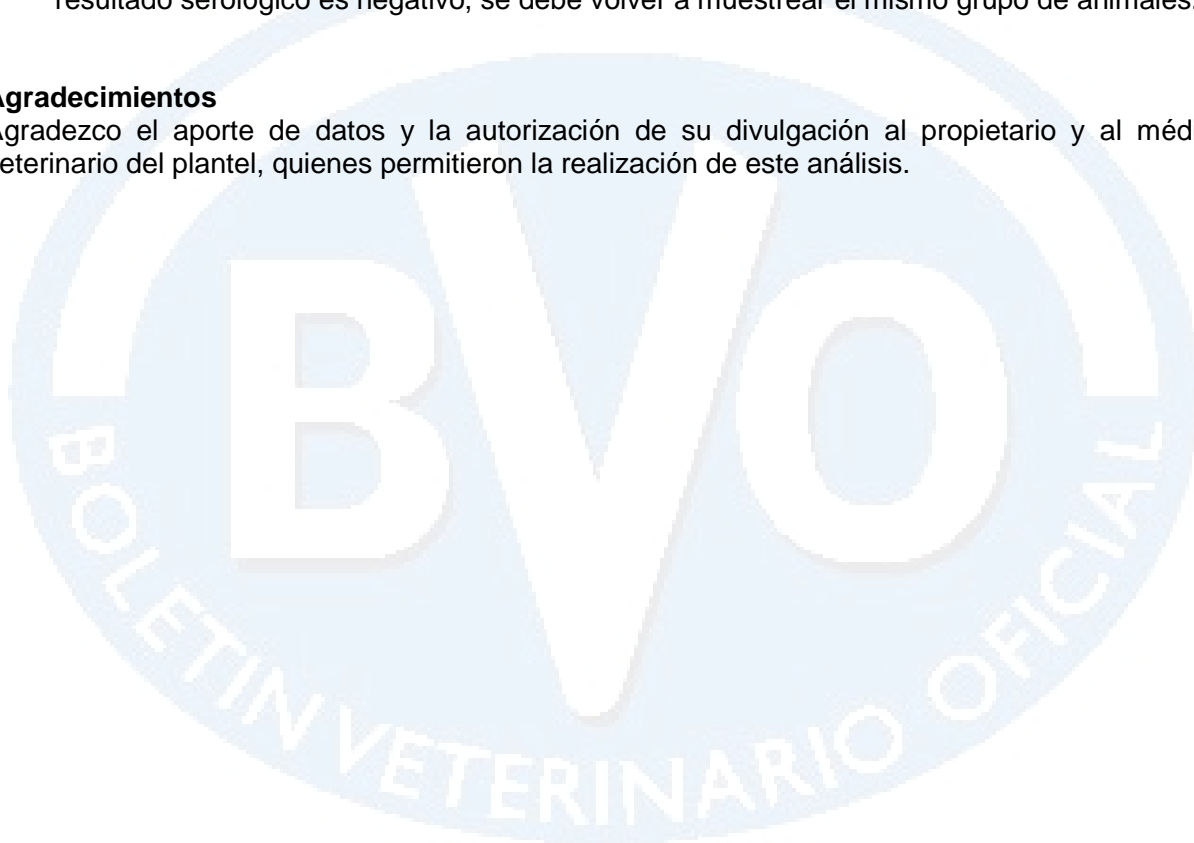 resultado serológico es negativo, se debe volver a muestrear el mismo grupo de animales.
Agradecimientos
Agradezco el aporte de datos y la autorización de su divulgación al propietario y al méd
eterinario del plantel, quienes permitieron la realización de este análisis.
BVO
BOLETIN VETERINARIO OFICIAL